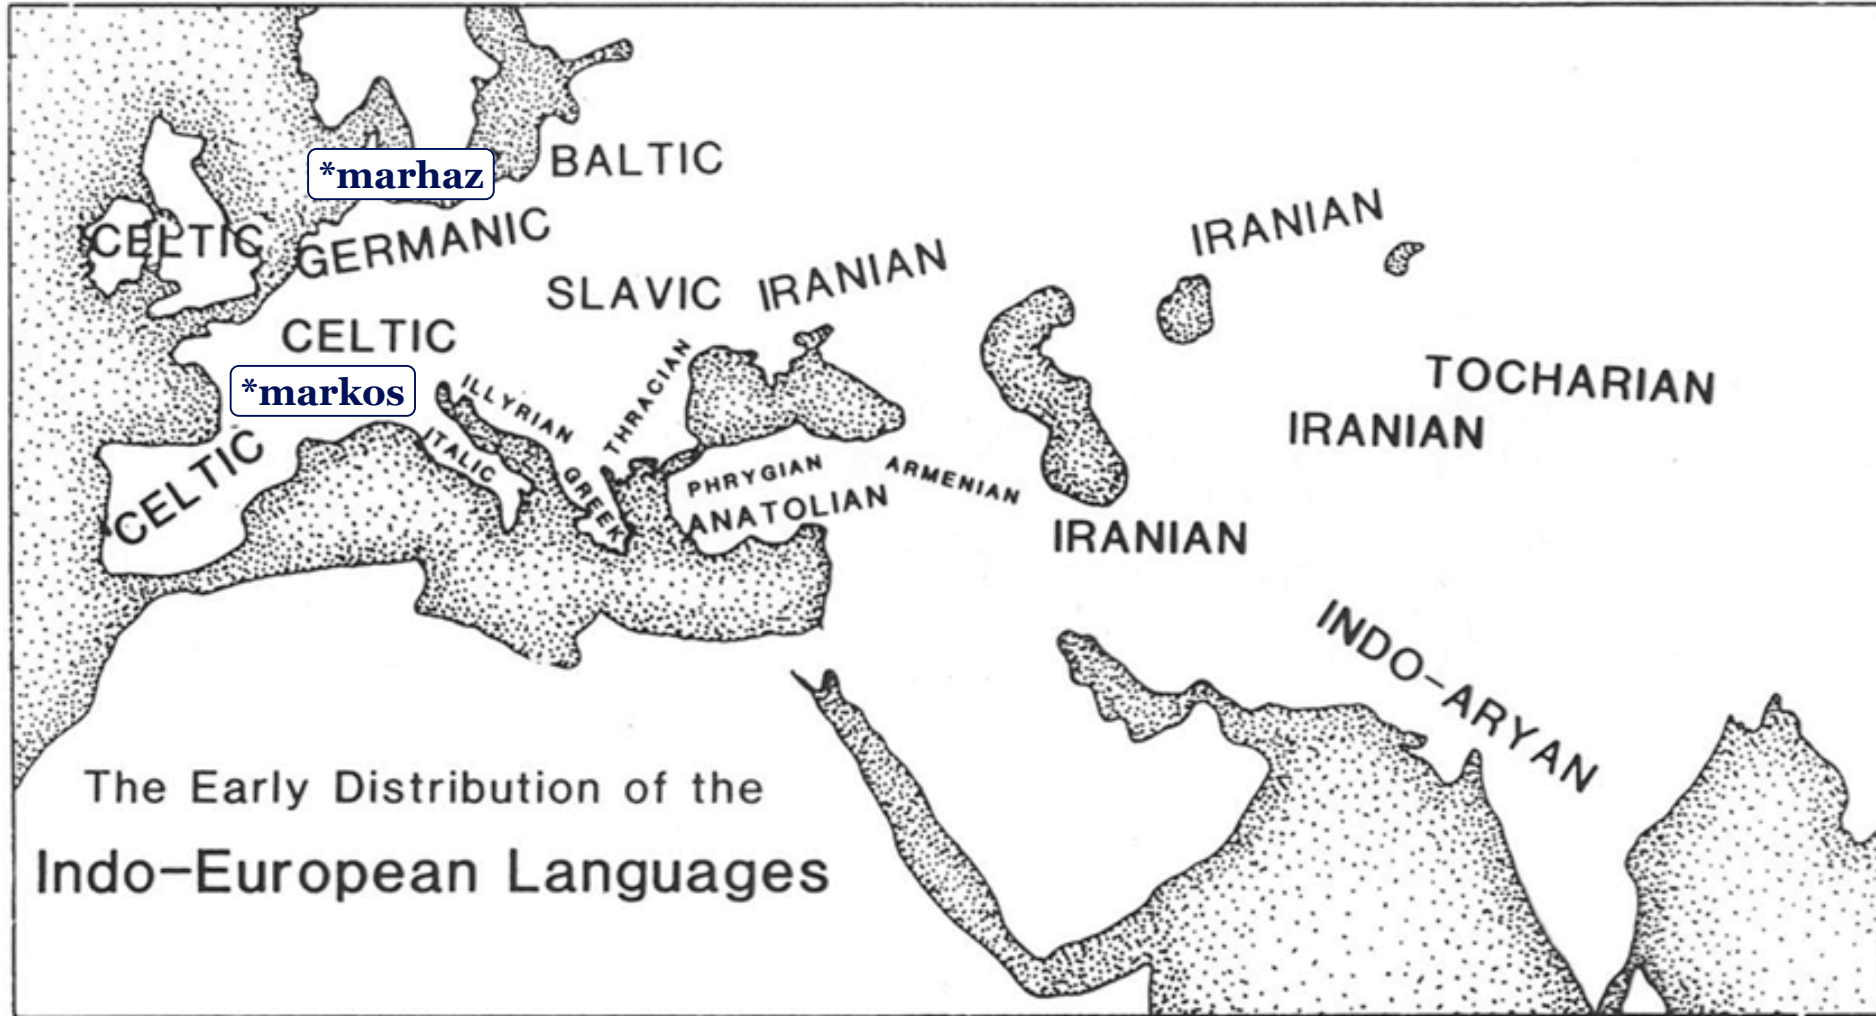 BALTIC
*marhaz
CELTIC
GERMANIC
IRANIAN
SLAVIC
IRANIAN
CELTIC
*markos
ILLYRIAN
THRACIAN
TOCHARIAN
IRANIAN
CELTIC
ITALIC
GREEK
PHRYGIAN
ARMENIAN
ANATOLIAN
IRANIAN
INDO-ARYAN
The Early Distribution of the
Indo-European Languages